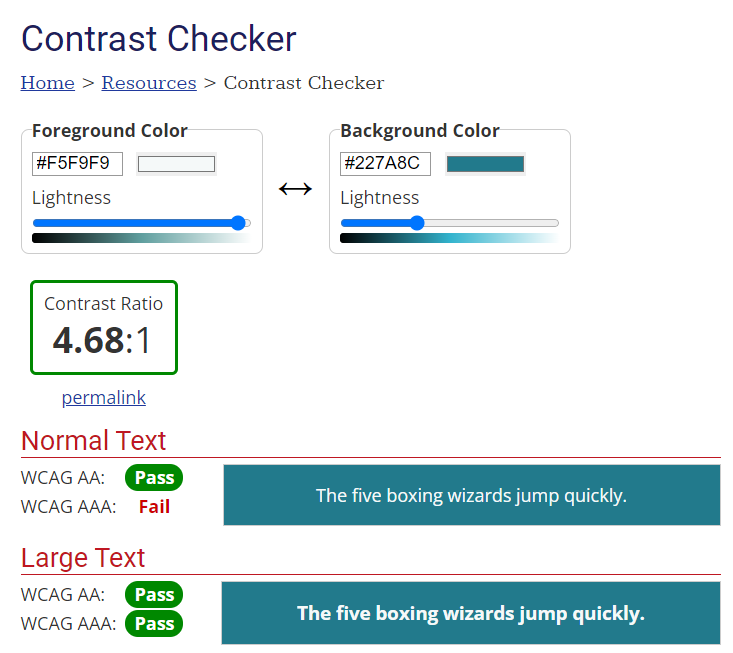 Contrast Checker
Home > Resources > Contrast Checker
Foreground Color
#F5F9F9
Lightness
Background Color
#227A8C
Lightness
Contrast Ratio
4.68:1
permalink
Normal Text
WCAG AA: Pass
WCAG AAA: Fail
The five boxing wizards jump quickly.
Large Text
WCAG AA: Pass
WCAG AAA: Pass
The five boxing wizards jump quickly.